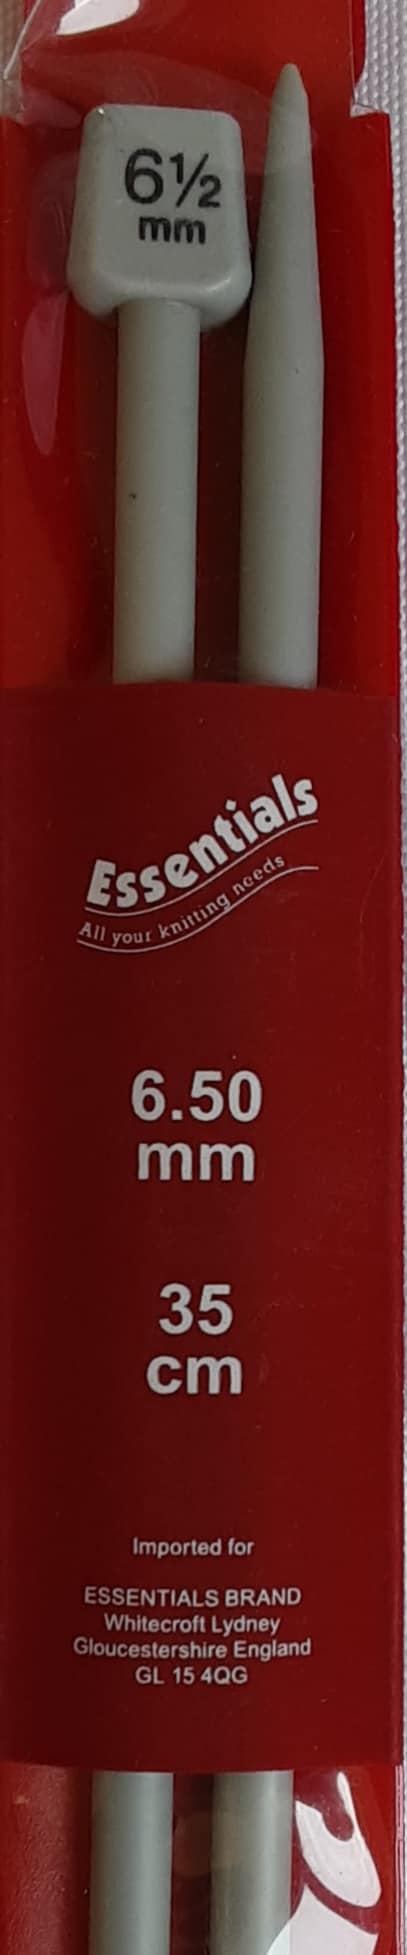 6½
mm
Essentials
All your knitting needs
6.50
mm
35
cm
Imported for
ESSENTIALS BRAND
Whitecroft Lydney
Gloucestershire England
GL 15 4QG